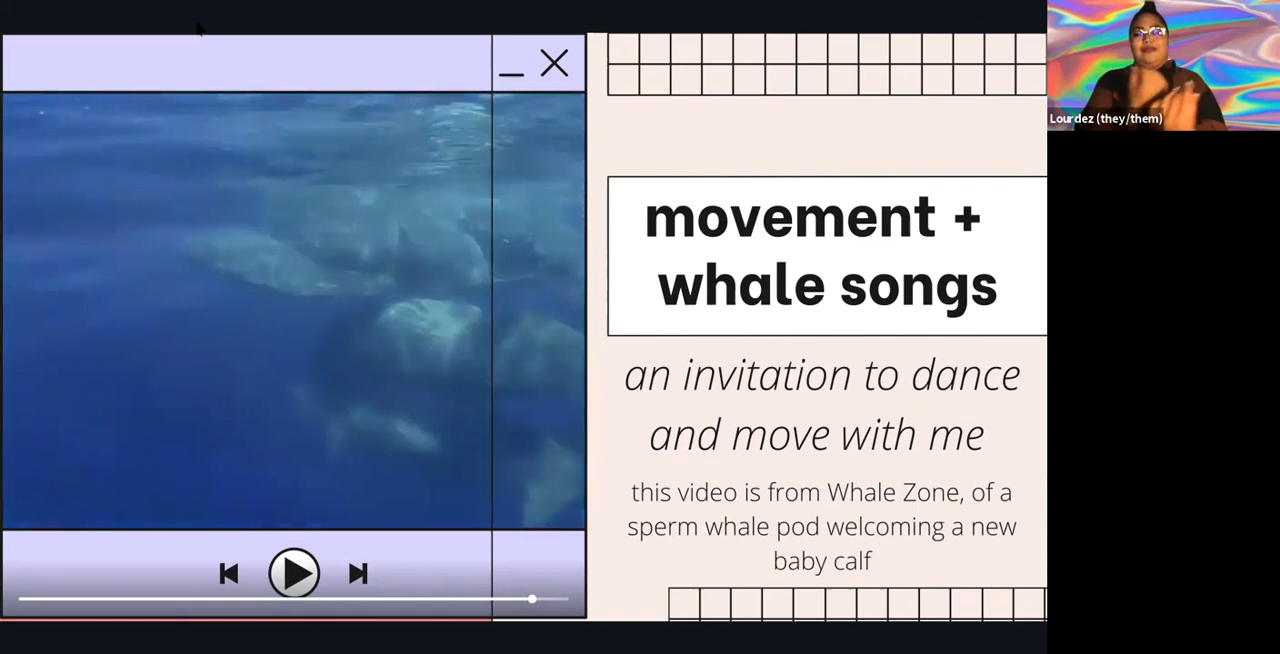 movement +
whale songs
an invitation to dance
and move with me
this video is from Whale Zone, of a
sperm whale pod welcoming a new
baby calf
Lourdez (they/them)